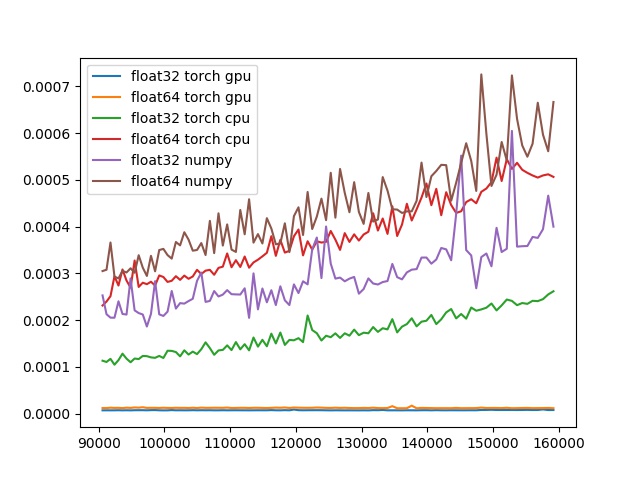 float32 torch gpu
float64 torch gpu
float32 torch cpu
float64 torch cpu
float32 numpy
float64 numpy
0.0007
0.0006
0.0005
0.0004
0.0003
0.0002
0.0001
0.0000
90000 100000 110000 120000 130000 140000 150000 160000